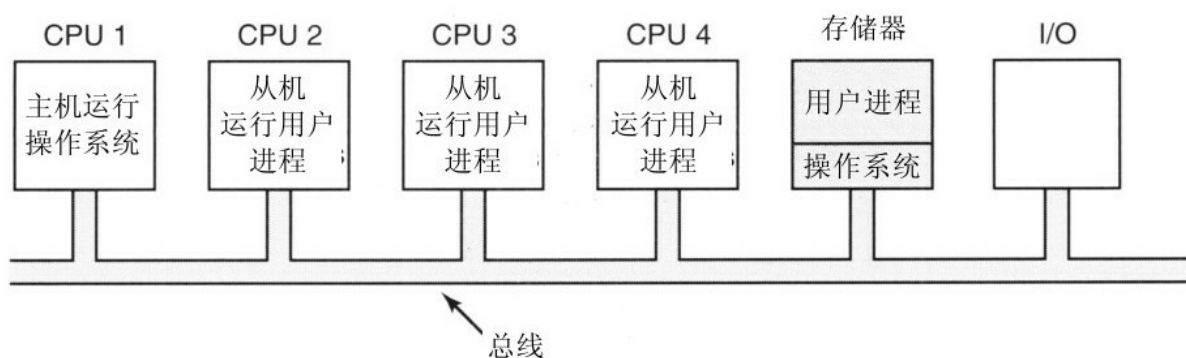 CPU 1
CPU 2
CPU 3
CPU 4
存储器
I/O
主机运行
操作系统
从机
运行用户
进程
从机
运行用户
进程
从机
运行用户
进程
用户进程
操作系统
总线